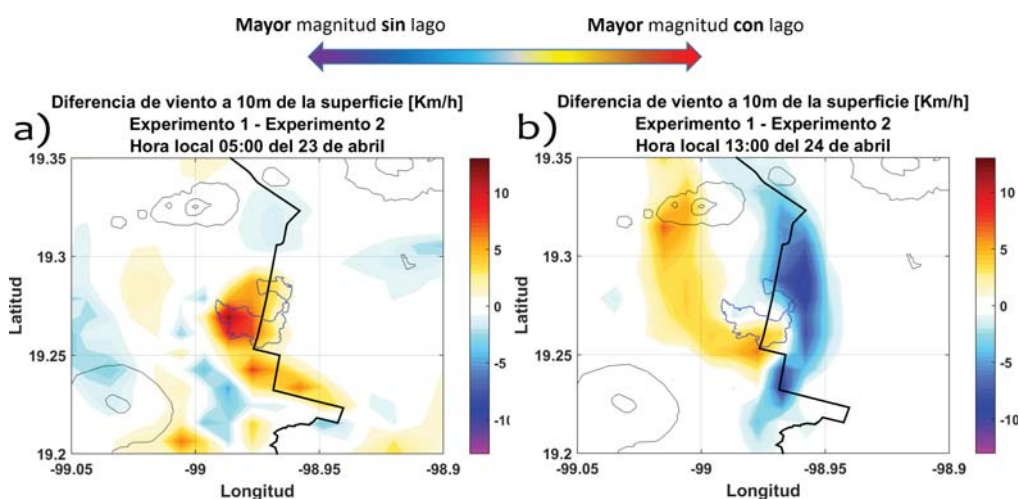 Mayor magnitud sin lago
Mayor magnitud con lago
a)
Diferencia de viento a 10m de la superficie [Km/h]
Experimento 1 - Experimento 2
Hora local 05:00 del 23 de abril
19.35
19.3
19.25
19.2
Latitud
-99.05
-99
-98.95
-98.9
Longitud
10
5
0
-5
-10
b)
Diferencia de viento a 10m de la superficie [Km/h]
Experimento 1 - Experimento 2
Hora local 13:00 del 24 de abril
19.35
19.3
19.25
19.2
Latitud
-99.05
-99
-98.95
-98.9
Longitud
10
5
0
-5
-10